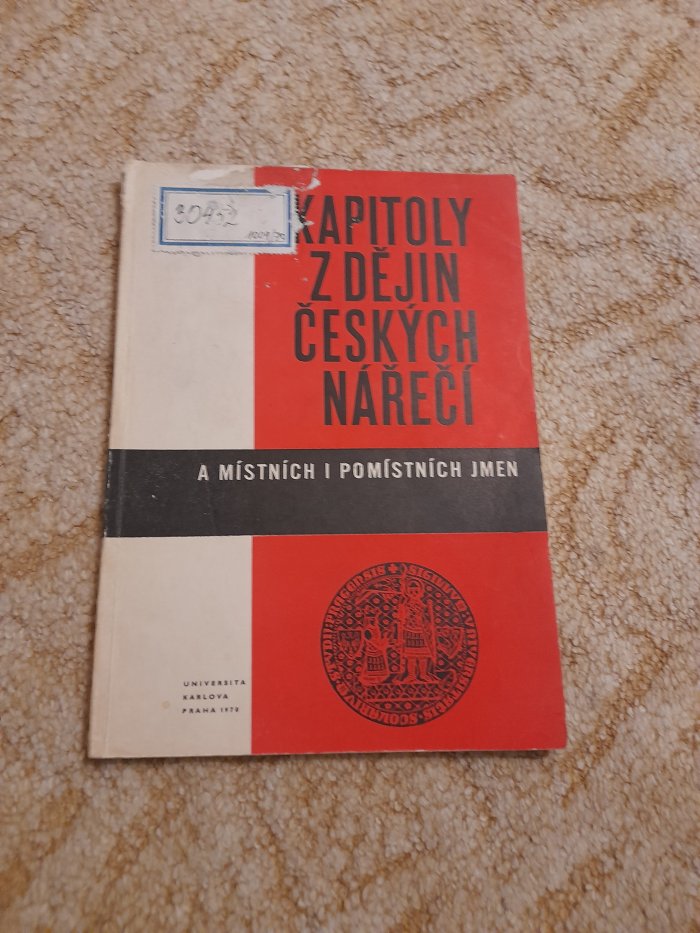 KAPITOLY
Z DĚJIN
ČESKÝCH
NÁŘEČÍ
A MÍSTNÍCH I POMÍSTNÍCH JMEN
UNIVERSITA
KARLOVA
PRAHA 1970